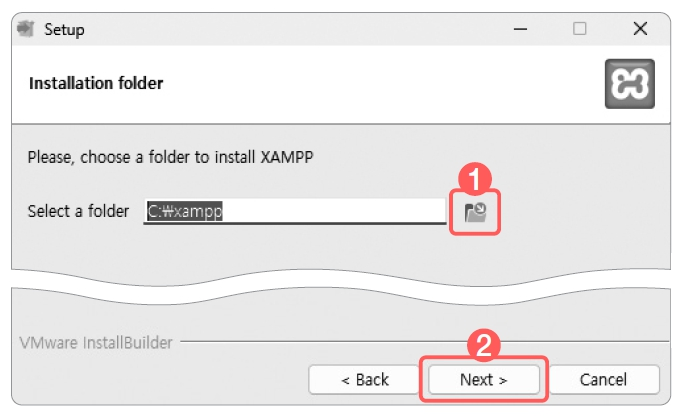 Setup
Installation folder
Please, choose a folder to install XAMPP
1
Select a folder C:₩xampp
VMware InstallBuilder
2
< Back Next > Cancel